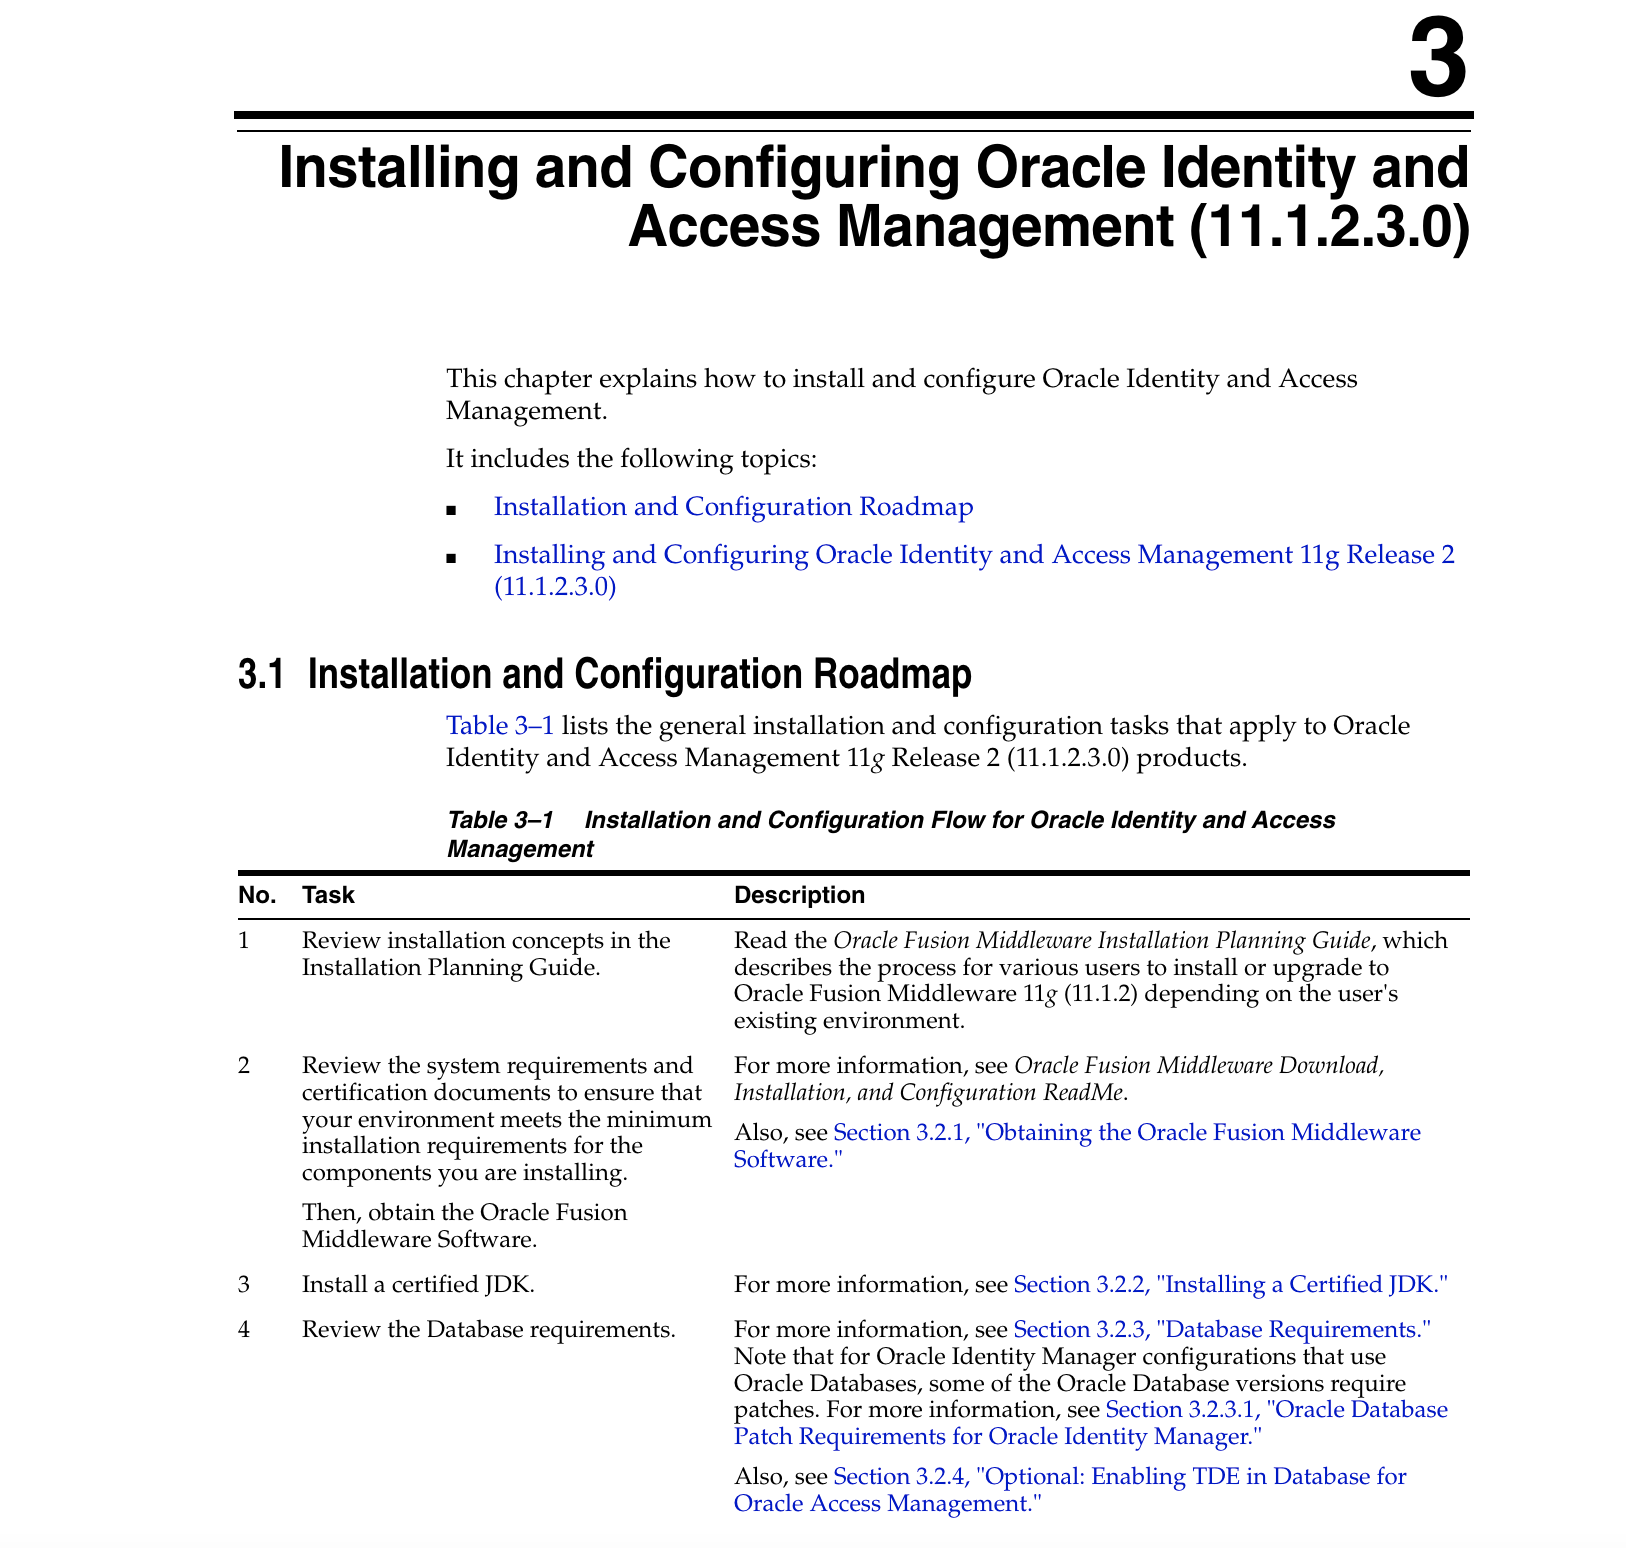 3
Installing and Configuring Oracle Identity and
Access Management (11.1.2.3.0)
This chapter explains how to install and configure Oracle Identity and Access
Management.
It includes the following topics:
■ Installation and Configuration Roadmap
■ Installing and Configuring Oracle Identity and Access Management 11g Release 2
(11.1.2.3.0)
3.1 Installation and Configuration Roadmap
Table 3–1 lists the general installation and configuration tasks that apply to Oracle
Identity and Access Management 11g Release 2 (11.1.2.3.0) products.
Table 3–1 Installation and Configuration Flow for Oracle Identity and Access
Management
No. Task Description
1 Review installation concepts in the
Installation Planning Guide.
Read the Oracle Fusion Middleware Installation Planning Guide, which
describes the process for various users to install or upgrade to
Oracle Fusion Middleware 11g (11.1.2) depending on the user's
existing environment.
2 Review the system requirements and
certification documents to ensure that
your environment meets the minimum
installation requirements for the
components you are installing.
Then, obtain the Oracle Fusion
Middleware Software.
For more information, see Oracle Fusion Middleware Download,
Installation, and Configuration ReadMe.
Also, see Section 3.2.1, "Obtaining the Oracle Fusion Middleware
Software."
3 Install a certified JDK.
For more information, see Section 3.2.2, "Installing a Certified JDK."
4 Review the Database requirements.
For more information, see Section 3.2.3, "Database Requirements."
Note that for Oracle Identity Manager configurations that use
Oracle Databases, some of the Oracle Database versions require
patches. For more information, see Section 3.2.3.1, "Oracle Database
Patch Requirements for Oracle Identity Manager."
Also, see Section 3.2.4, "Optional: Enabling TDE in Database for
Oracle Access Management."